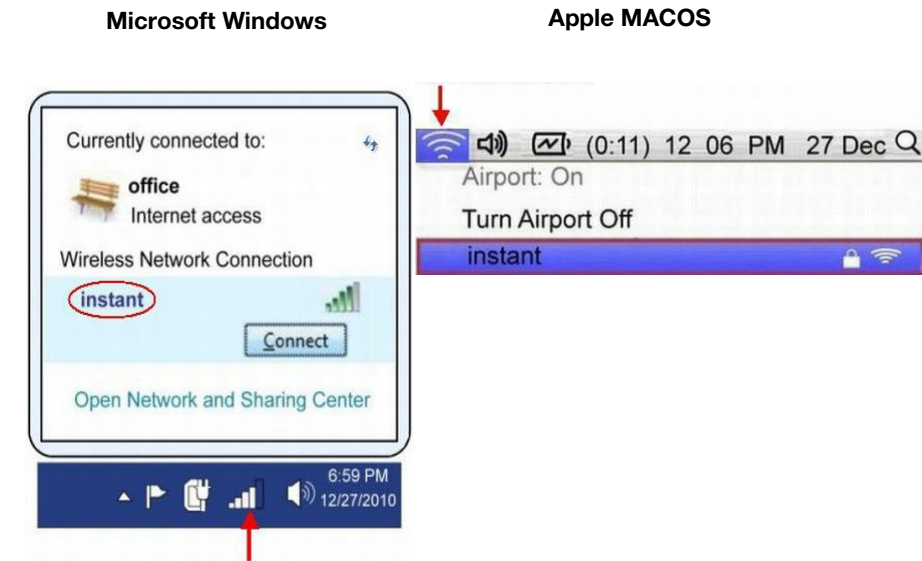 Microsoft Windows
Apple MACOS
Currently connected to:
office
Internet access
Wireless Network Connection
instant
Connect
Open Network and Sharing Center
6:59 PM
12/27/2010
(0:11) 12 06 PM 27 Dec
Airport: On
Turn Airport Off
instant